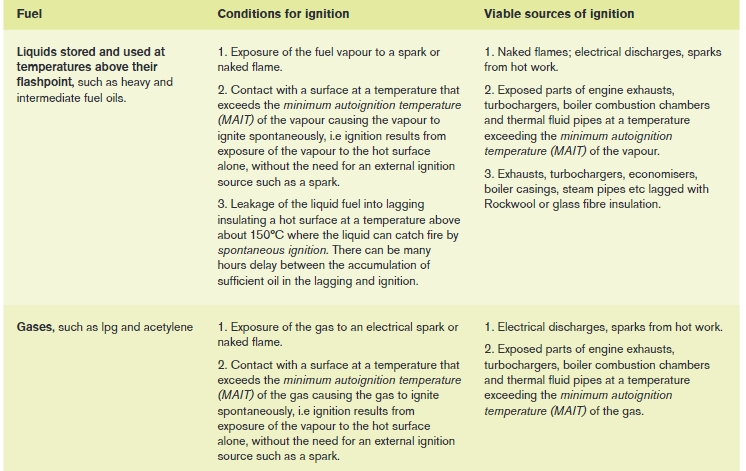 Fuel
Conditions for ignition
Viable sources of ignition
Liquids stored and used at
temperatures above their
flashpoint, such as heavy and
intermediate fuel oils.
1. Exposure of the fuel vapour to a spark or
naked flame.
2. Contact with a surface at a temperature that
exceeds the minimum autoignition temperature
(MAIT) of the vapour causing the vapour to
ignite spontaneously, i.e ignition results from
exposure of the vapour to the hot surface
alone, without the need for an external ignition
source such as a spark.
3. Leakage of the liquid fuel into lagging
insulating a hot surface at a temperature above
about 150ºC where the liquid can catch fire by
spontaneous ignition. There can be many
hours delay between the accumulation of
sufficient oil in the lagging and ignition.
1. Naked flames; electrical discharges, sparks
from hot work.
2. Exposed parts of engine exhausts,
turbochargers, boiler combustion chambers
and thermal fluid pipes at a temperature
exceeding the minimum autoignition
temperature (MAIT) of the vapour.
3. Exhausts, turbochargers, economisers,
boiler casings, steam pipes etc lagged with
Rockwool or glass fibre insulation.
Gases, such as lpg and acetylene
1. Exposure of the gas to an electrical spark or
naked flame.
2. Contact with a surface at a temperature that
exceeds the minimum autoignition temperature
(MAIT) of the gas causing the gas to ignite
spontaneously, i.e ignition results from
exposure of the vapour to the hot surface
alone, without the need for an external ignition
source such as a spark.
1. Electrical discharges, sparks from hot work.
2. Exposed parts of engine exhausts,
turbochargers, boiler combustion chambers
and thermal fluid pipes at a temperature
exceeding the minimum autoignition
temperature (MAIT) of the gas.